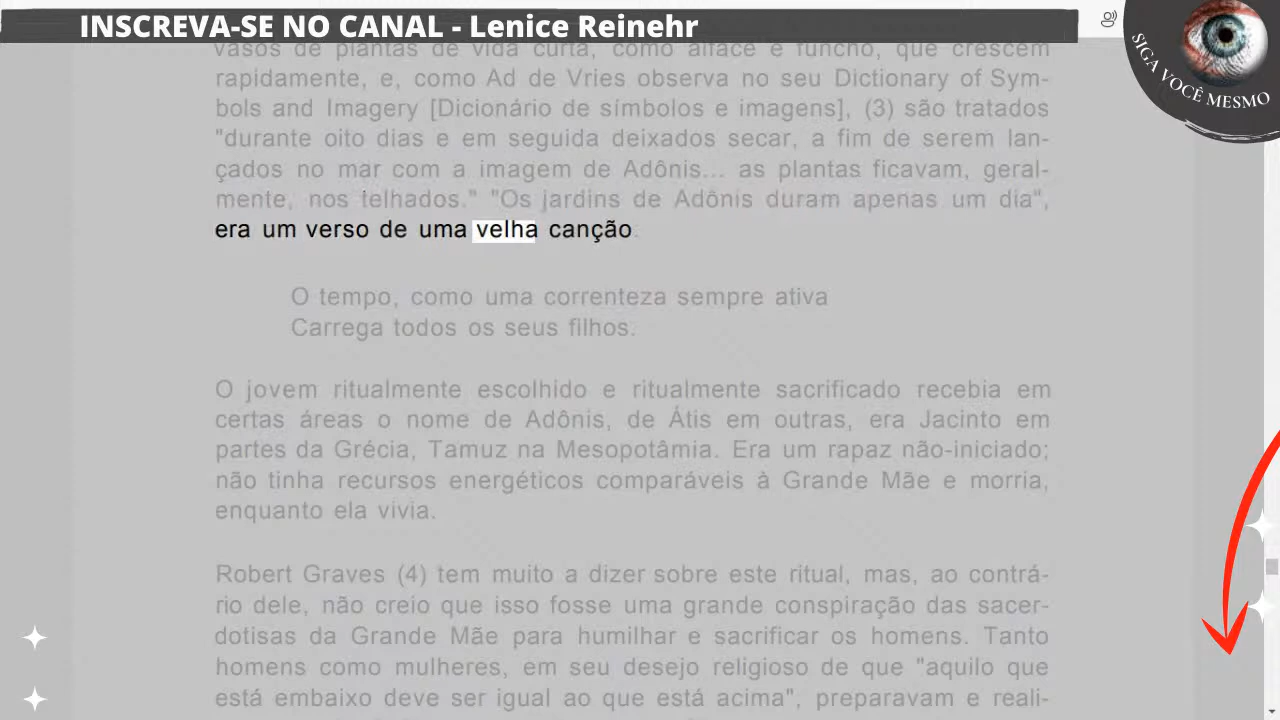 INSCREVA-SE NO CANAL - Lenice Reinehr
SIGA VOCÊ MESMO
vasos de plantas de vida curta, como alface e funcho, que crescem
rapidamente, e, como Ad de Vries observa no seu Dictionary of Sym-
bols and Imagery [Dicionário de símbolos e imagens], (3) são tratados
"durante oito dias e em seguida deixados secar, a fim de serem lan-
çados no mar com a imagem de Adônis... as plantas ficavam, geral-
mente, nos telhados." "Os jardins de Adônis duram apenas um dia",
era um verso de uma velha canção.
O tempo, como uma correnteza sempre ativa
Carrega todos os seus filhos.
O jovem ritualmente escolhido e ritualmente sacrificado recebia em
certas áreas o nome de Adônis, de Átis em outras, era Jacinto em
partes da Grécia, Tamuz na Mesopotâmia. Era um rapaz não-iniciado;
não tinha recursos energéticos comparáveis à Grande Mãe e morria,
enquanto ela vivia.
Robert Graves (4) tem muito a dizer sobre este ritual, mas, ao contrá-
rio dele, não creio que isso fosse uma grande conspiração das sacer-
dotisas da Grande Mãe para humilhar e sacrificar os homens. Tanto
homens como mulheres, em seu desejo religioso de que "aquilo que
está embaixo deve ser igual ao que está acima", preparavam e reali-